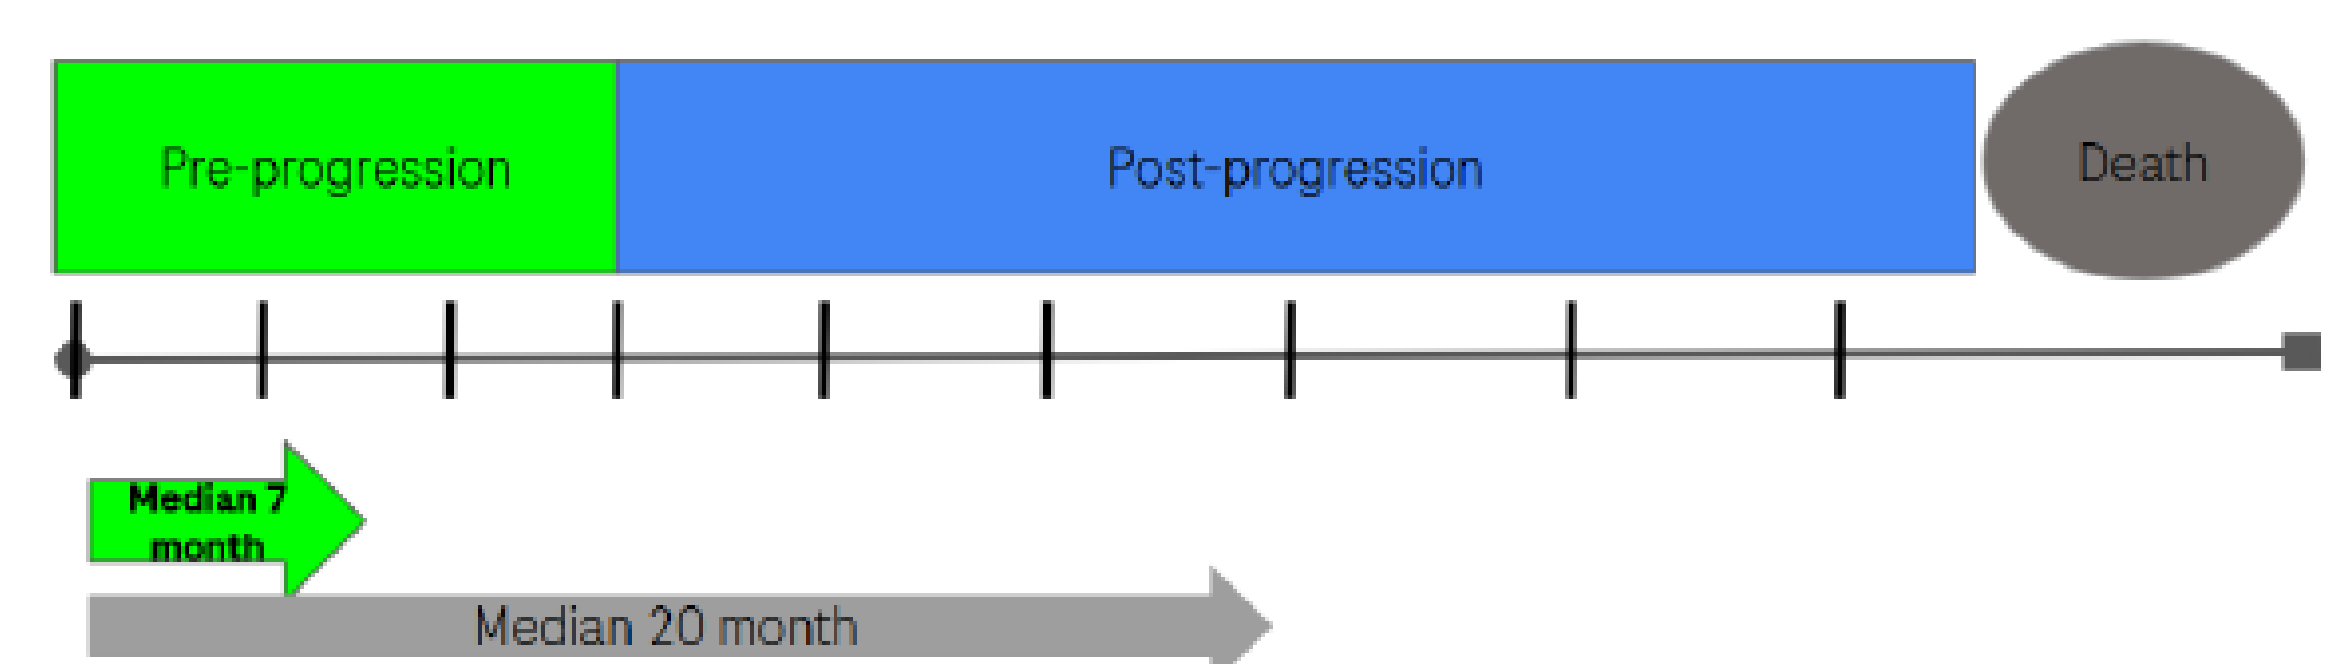 Pre-progression
Post-progression
Death
Median 7
month
Median 20 month